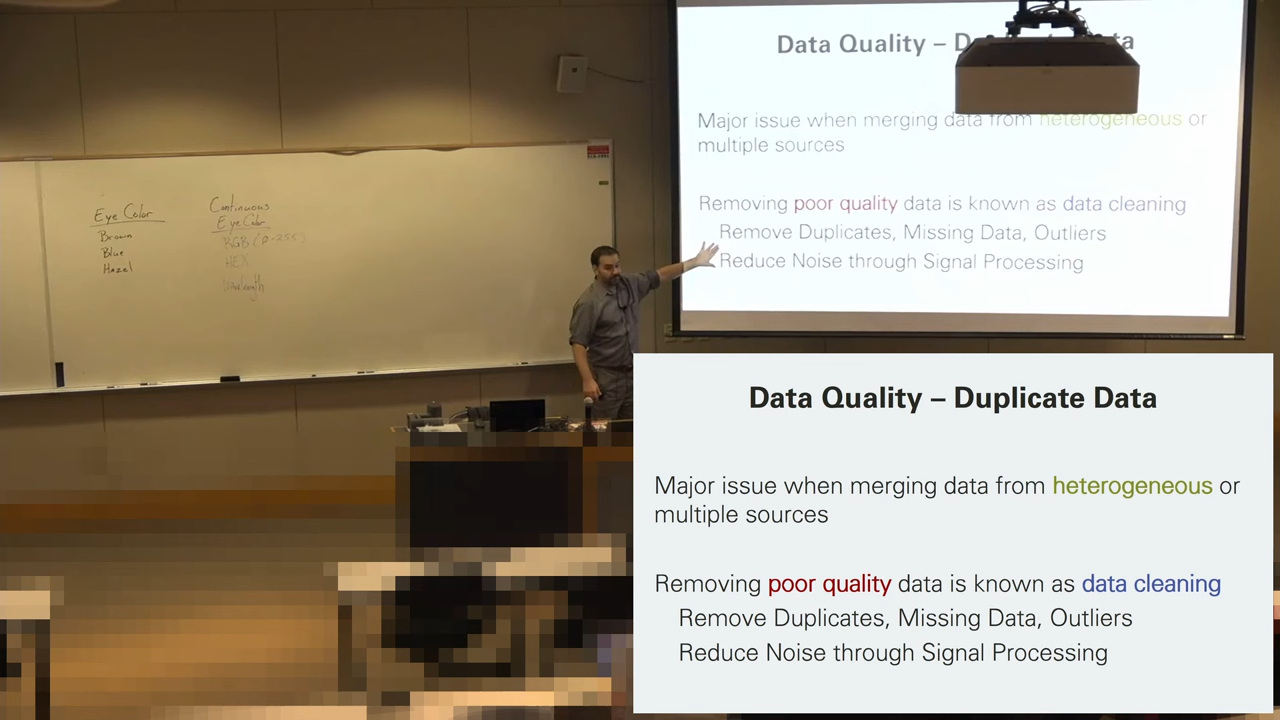 Eye Color
Brown
Blue
Hazel
Continuous
Eye Color
RGB (0-255)
HEX
Wavelength
Data Quality –
Major issue when merging data from heterogeneous or
multiple sources
Removing poor quality data is known as data cleaning
Remove Duplicates, Missing Data, Outliers
Reduce Noise through Signal Processing
Data Quality – Duplicate Data
Major issue when merging data from heterogeneous or
multiple sources
Removing poor quality data is known as data cleaning
Remove Duplicates, Missing Data, Outliers
Reduce Noise through Signal Processing